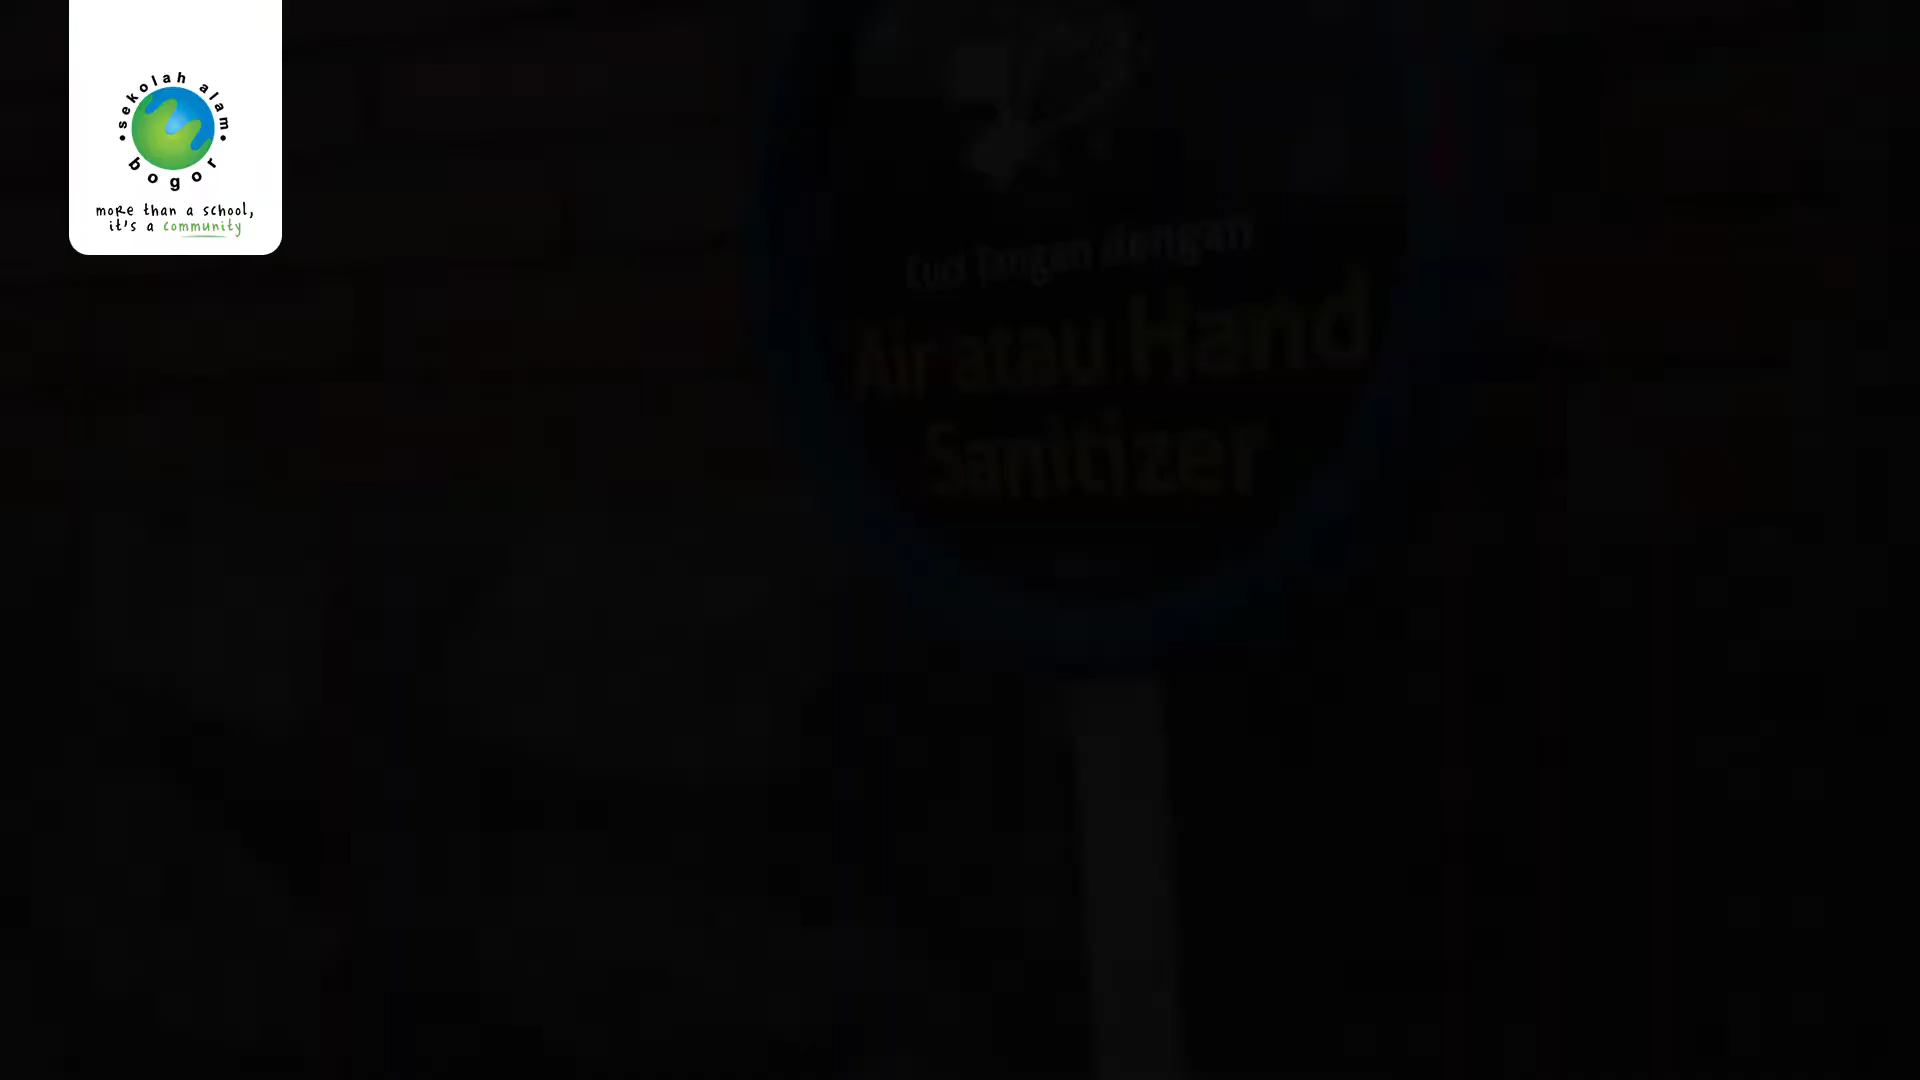 sekolah alam
bogor
more than a school,
it's a community
Cuci Tangan dengan
Air atau Hand
Sanitizer